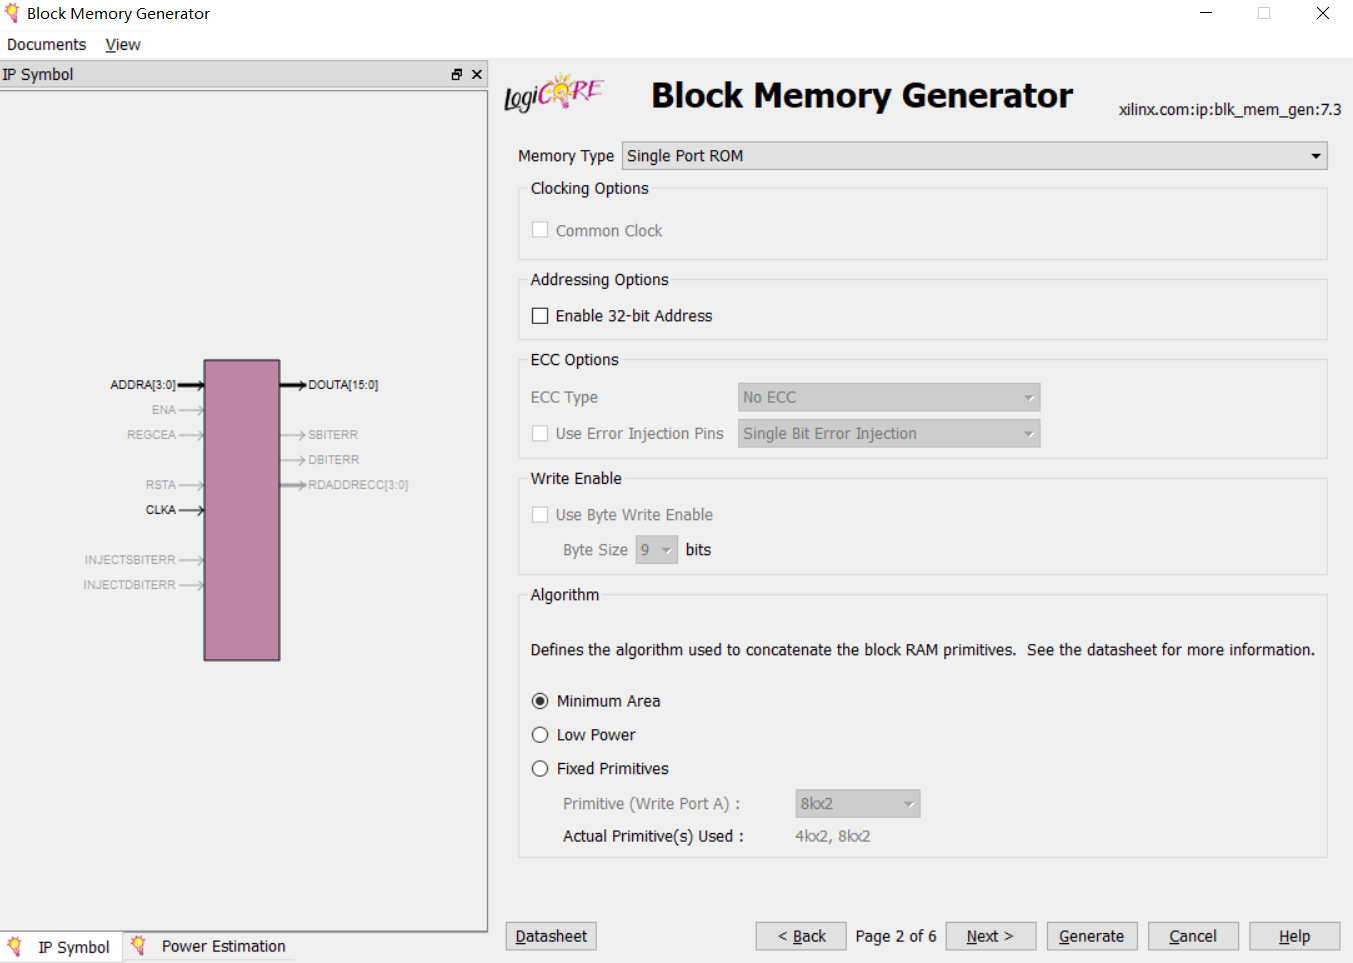 Block Memory Generator
Documents View
IP Symbol
ADDRA[3:0]
DOUTA[15:0]
ENA
REGCEA
SBITERR
DBITERR
RSTA
RDADDRECC[3:0]
CLKA
INJECTSBITERR
INJECTDBITERR
IP Symbol
Power Estimation
LogiCORE
Block Memory Generator
xilinx.com:ip:blk_mem_gen:7.3
Memory Type Single Port ROM
Clocking Options
Common Clock
Addressing Options
Enable 32-bit Address
ECC Options
ECC Type No ECC
Use Error Injection Pins Single Bit Error Injection
Write Enable
Use Byte Write Enable
Byte Size 9 bits
Algorithm
Defines the algorithm used to concatenate the block RAM primitives. See the datasheet for more information.
Minimum Area
Low Power
Fixed Primitives
Primitive (Write Port A) : 8kx2
Actual Primitive(s) Used : 4kx2, 8kx2
Datasheet < Back Page 2 of 6 Next > Generate Cancel Help